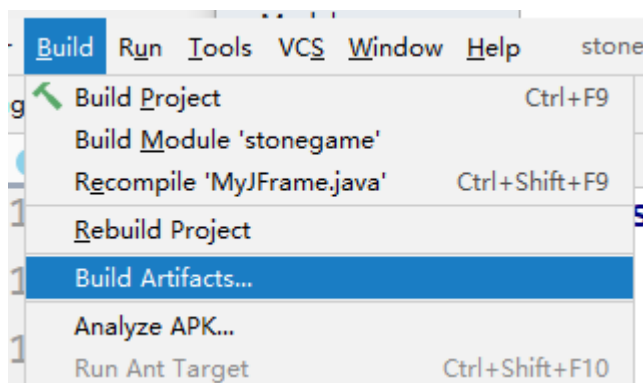 Build Run Tools VCS Window Help stone
Build Project Ctrl+F9
Build Module 'stonegame'
Recompile 'MyJFrame.java' Ctrl+Shift+F9
Rebuild Project
Build Artifacts...
Analyze APK...
Run Ant Target Ctrl+Shift+F10